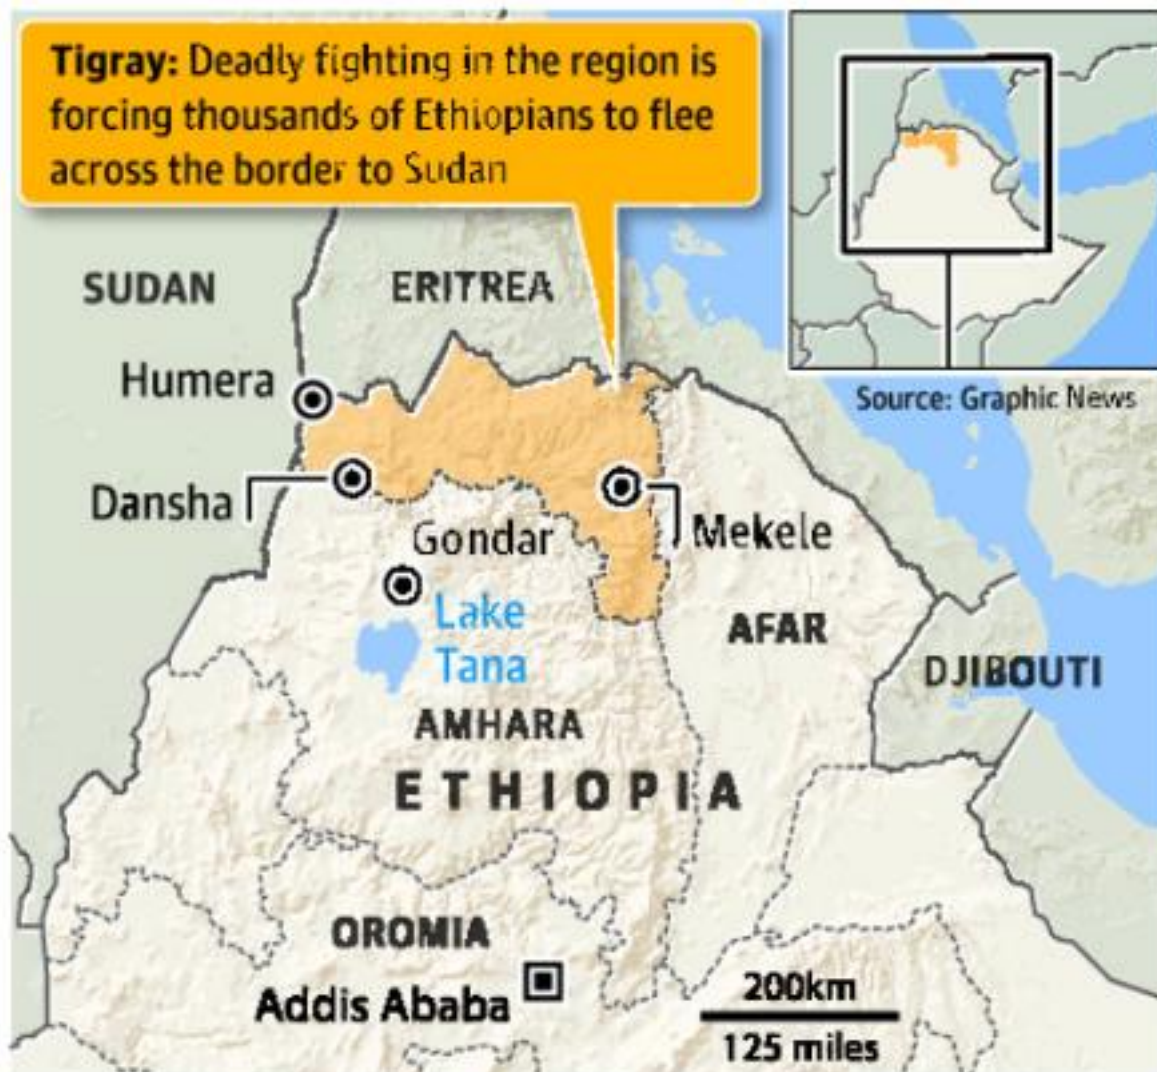 Tigray: Deadly fighting in the region is
forcing thousands of Ethiopians to flee
across the border to Sudan
SUDAN
ERITREA
Humera
Source: Graphic News
Dansha
Gondar
Mekele
Lake
Tana
AFAR
DJIBOUTI
AMHARA
ETHIOPIA
OROMIA
Addis Ababa
200km
125 miles